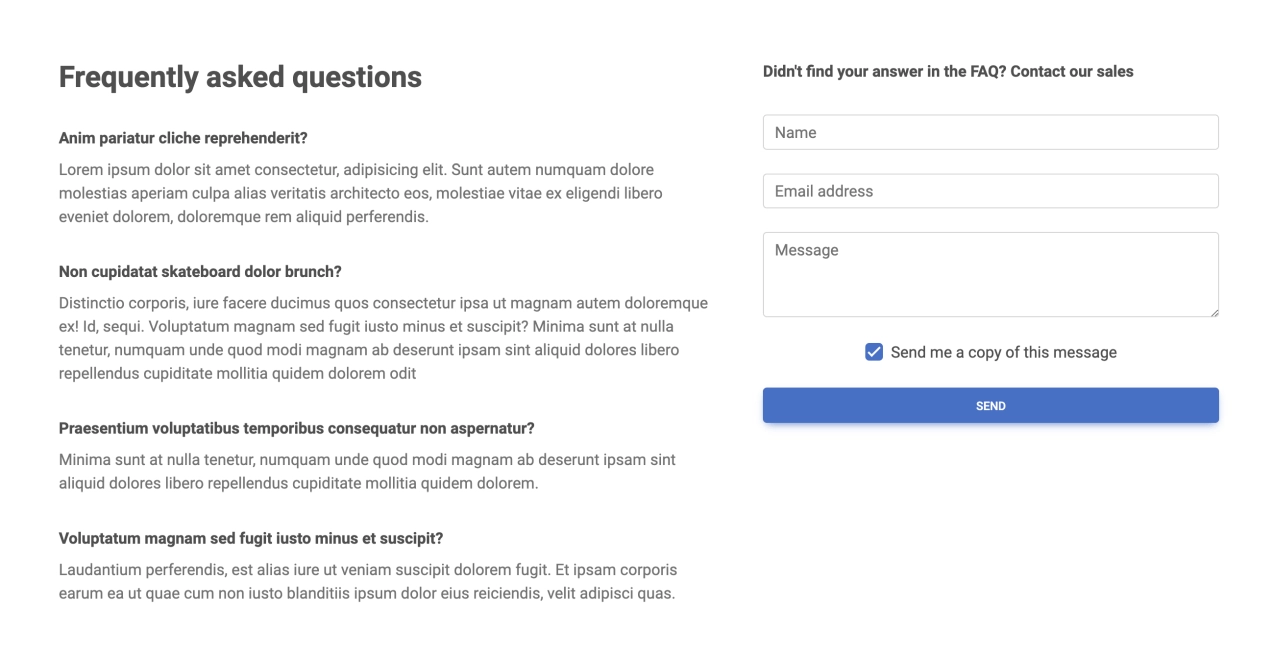 Frequently asked questions
Anim pariatur cliche reprehenderit?
Lorem ipsum dolor sit amet consectetur, adipisicing elit. Sunt autem numquam dolore
molestias aperiam culpa alias veritatis architecto eos, molestiae vitae ex eligendi libero
eveniet dolorem, doloremque rem aliquid perferendis.
Non cupidatat skateboard dolor brunch?
Distinctio corporis, iure facere ducimus quos consectetur ipsa ut magnam autem doloremque
ex! Id, sequi. Voluptatum magnam sed fugit iusto minus et suscipit? Minima sunt at nulla
tenetur, numquam unde quod modi magnam ab deserunt ipsam sint aliquid dolores libero
repellendus cupiditate mollitia quidem dolorem odit
Praesentium voluptatibus temporibus consequatur non aspernatur?
Minima sunt at nulla tenetur, numquam unde quod modi magnam ab deserunt ipsam sint
aliquid dolores libero repellendus cupiditate mollitia quidem dolorem.
Voluptatum magnam sed fugit iusto minus et suscipit?
Laudantium perferendis, est alias iure ut veniam suscipit dolorem fugit. Et ipsam corporis
earum ea ut quae cum non iusto blanditiis ipsum dolor eius reiciendis, velit adipisci quas.
Didn't find your answer in the FAQ? Contact our sales
Name
Email address
Message
Send me a copy of this message
SEND